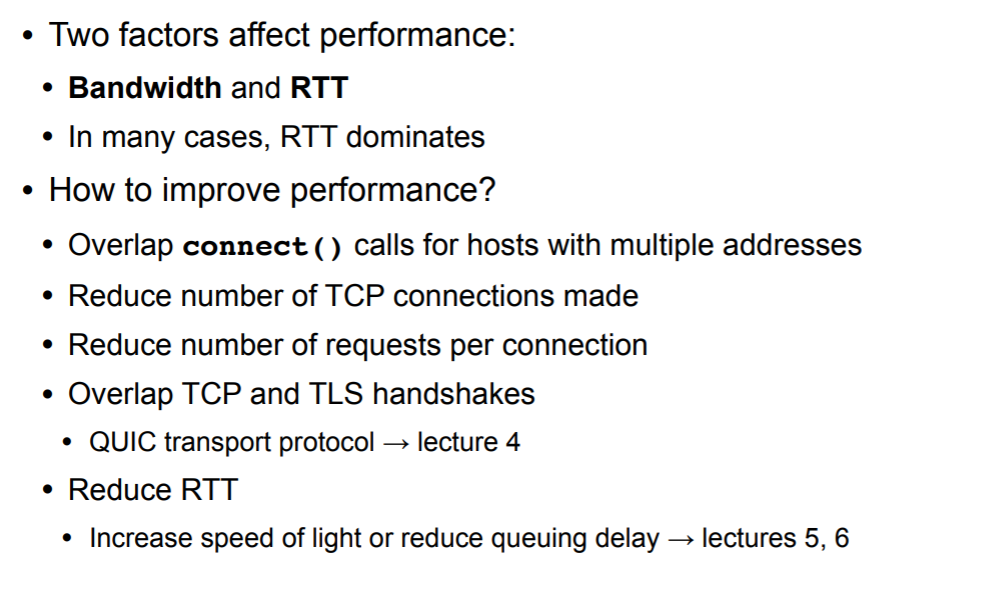 • Two factors affect performance:
• Bandwidth and RTT
• In many cases, RTT dominates
• How to improve performance?
• Overlap connect() calls for hosts with multiple addresses
• Reduce number of TCP connections made
• Reduce number of requests per connection
• Overlap TCP and TLS handshakes
• QUIC transport protocol → lecture 4
• Reduce RTT
• Increase speed of light or reduce queuing delay → lectures 5, 6